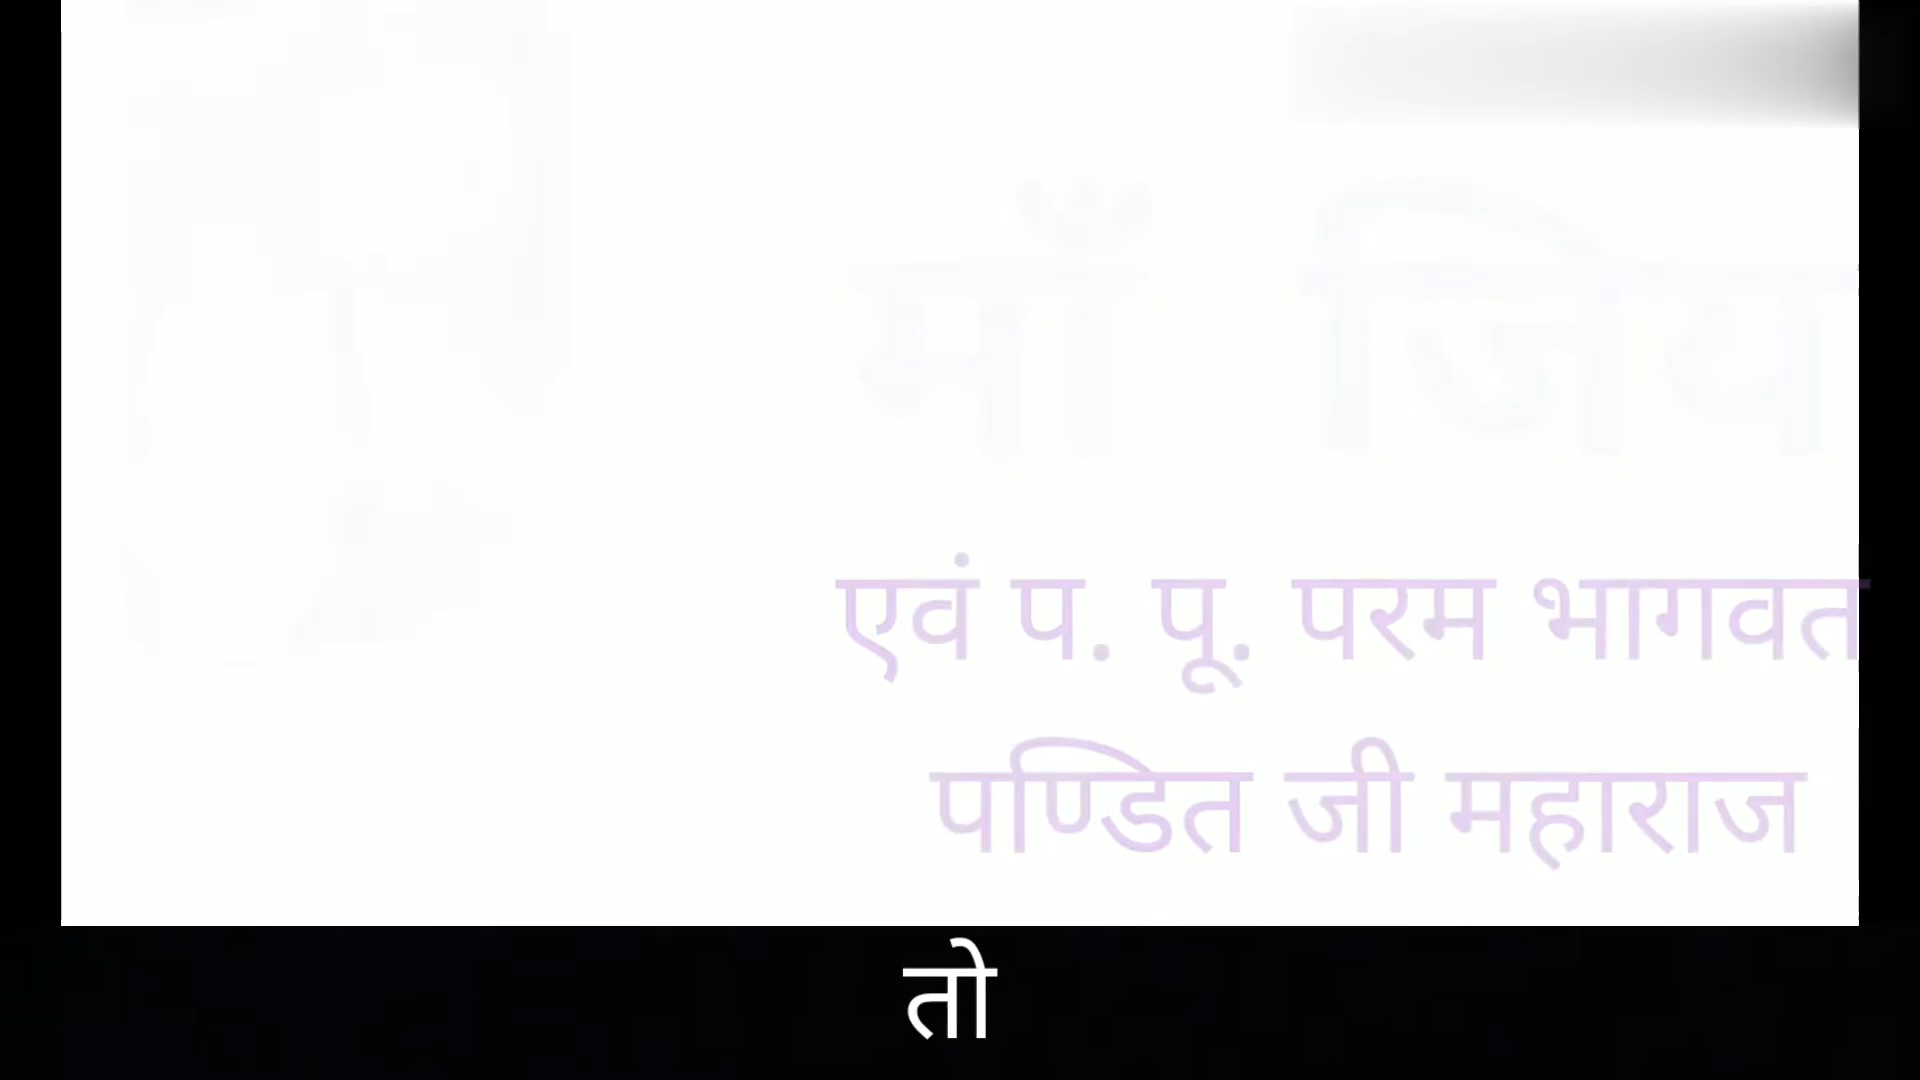 माँ जिय
एवं प. पू. परम भागवत
पण्डित जी महाराज
तो